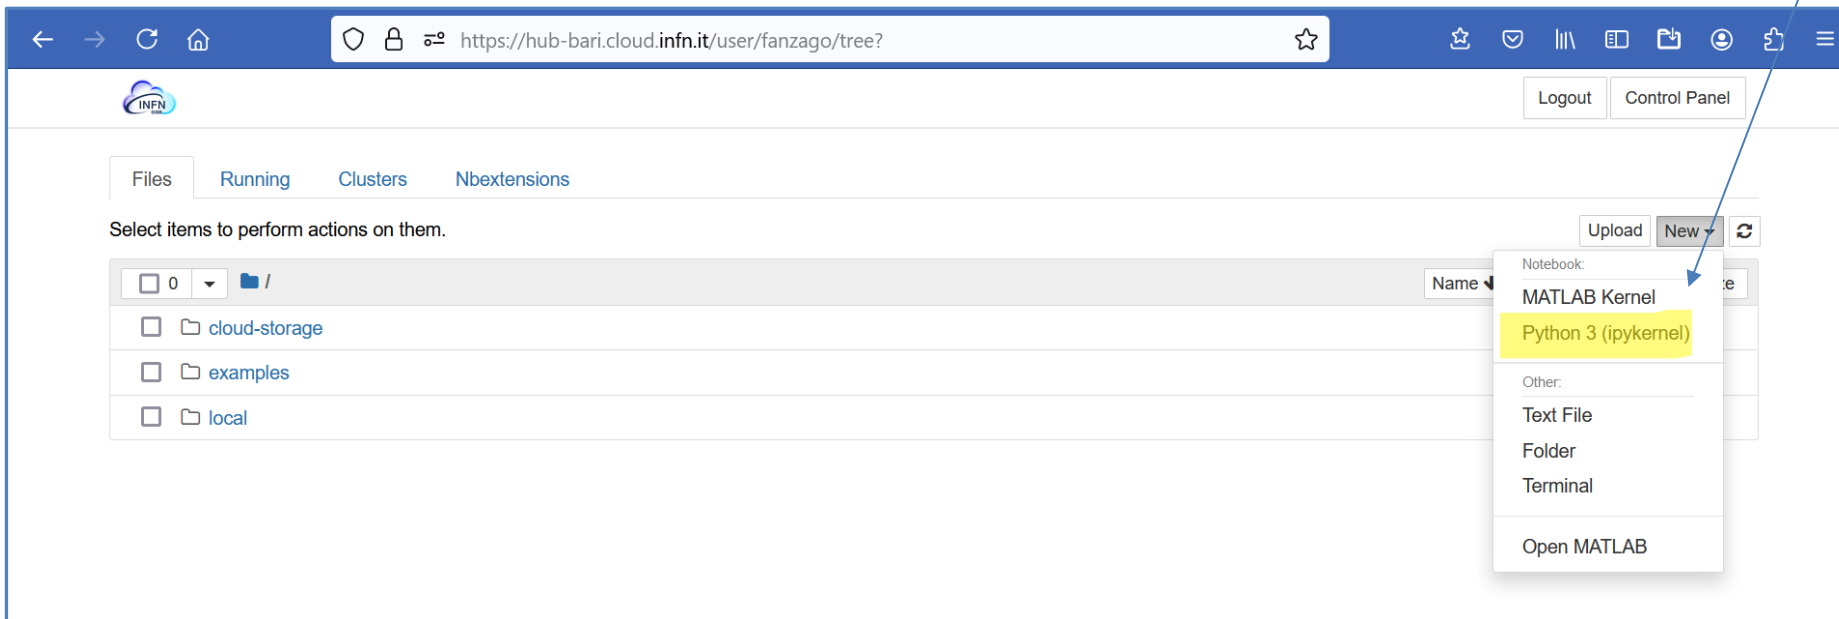 https://hub-bari.cloud.infn.it/user/fanzago/tree?
INFN
Logout Control Panel
Files Running Clusters Nbextensions
Select items to perform actions on them.
Upload New
0 /
Name
Notebook:
MATLAB Kernel
Python 3 (ipykernel)
Other:
Text File
Folder
Terminal
Open MATLAB
cloud-storage
examples
local